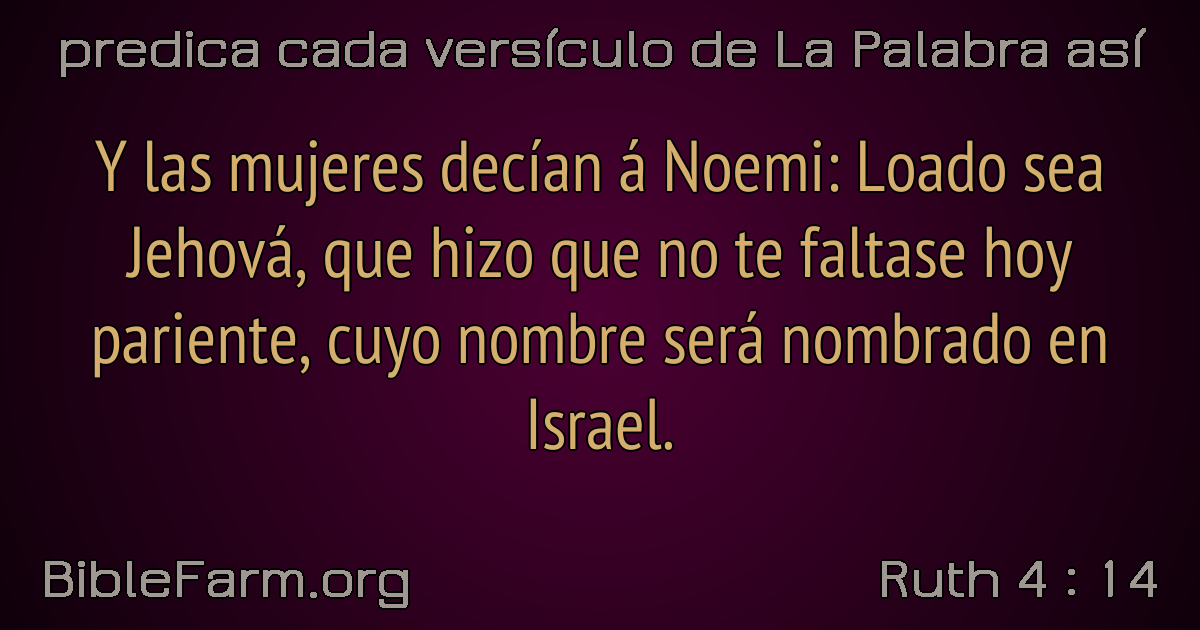 predica cada versículo de La Palabra así
Y las mujeres decían á Noemi: Loado sea
Jehová, que hizo que no te faltase hoy
pariente, cuyo nombre será nombrado en
Israel.
BibleFarm.org
Ruth 4 : 14